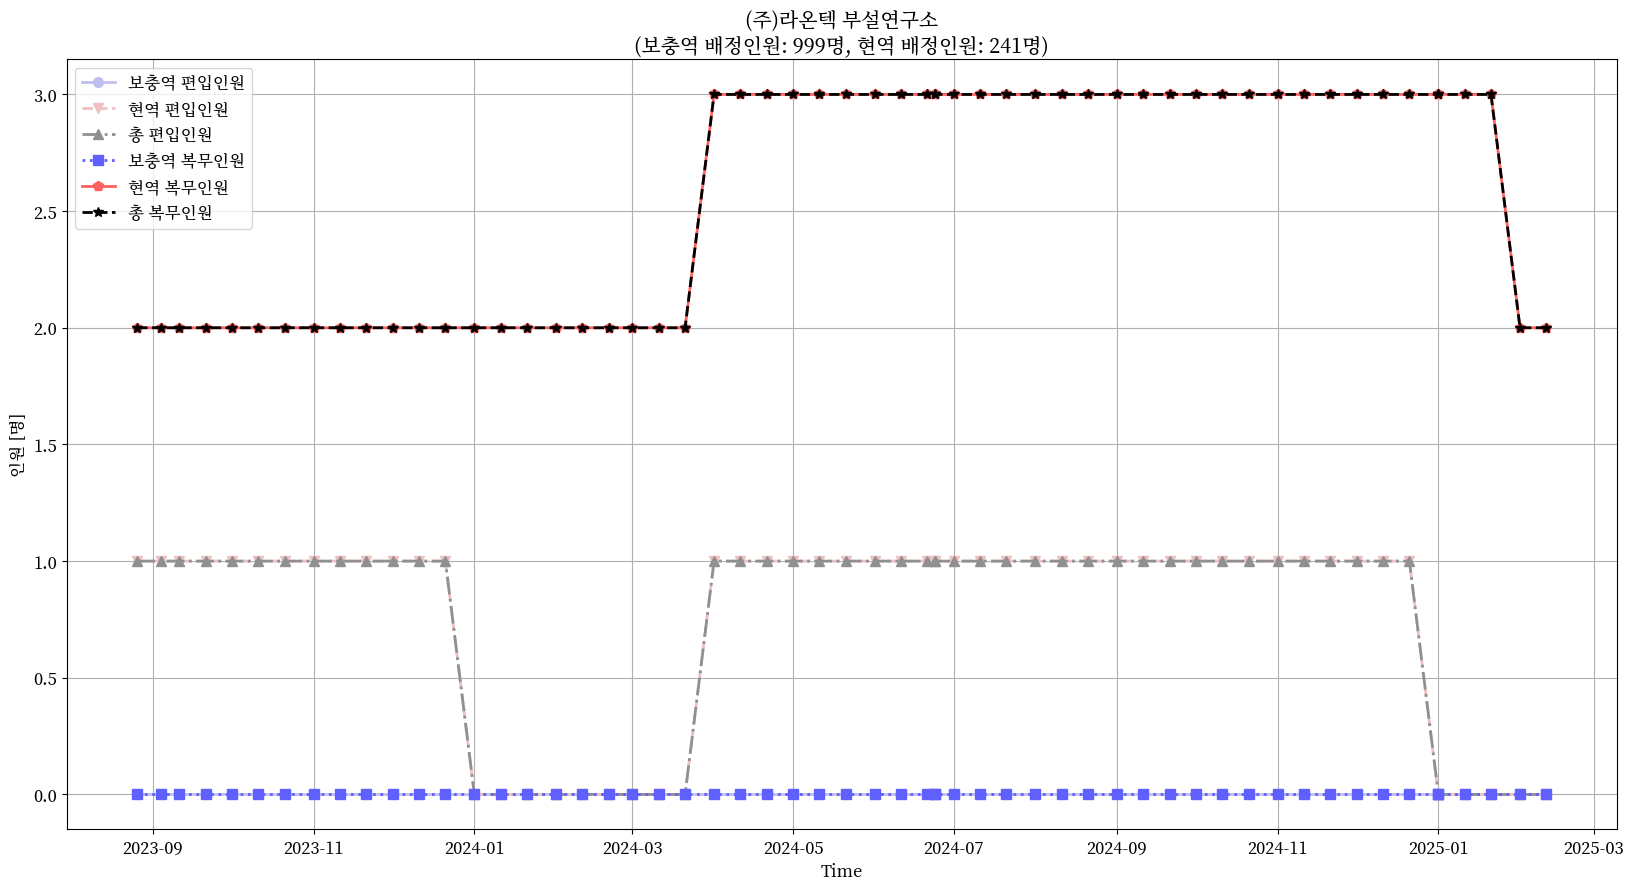 (주)라온텍 부설연구소
(보충역 배정인원: 999명, 현역 배정인원: 241명)
보충역 편입인원
현역 편입인원
총 편입인원
보충역 복무인원
현역 복무인원
총 복무인원
3.0
2.5
2.0
1.5
1.0
0.5
0.0
인원 [명]
2023-09 2023-11 2024-01 2024-03 2024-05 2024-07 2024-09 2024-11 2025-01 2025-03
Time